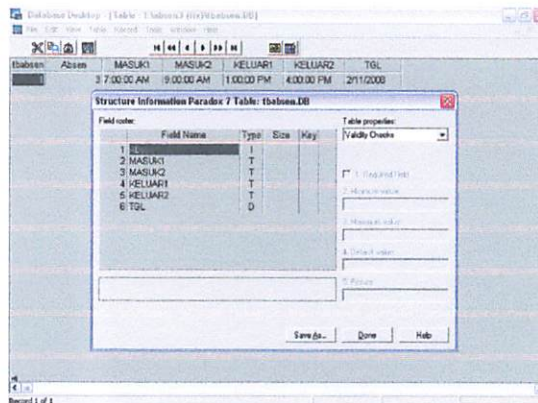 Database Desktop - [Table : 
File Edit View Table Record Tools Window Help
tbabsen Absen MASUK1 MASUK2 KELUAR1 KELUAR2 TGL
3 7:00:00 AM 9:00:00 AM 1:00:00 PM 4:00:00 PM 2/11/2008
Structure Information Paradox 7 Table: tbabsen.DB
Field roster:
Table properties:
Field Name Type Size Key
Validity Checks
1 I
2 MASUK1 T
3 MASUK2 T
4 KELUAR1 T
5 KELUAR2 T
6 TGL D
1. Required Field
2. Minimum value:
3. Maximum value:
4. Default value:
5. Picture:
Save As... Done Help
Record 1 of 1